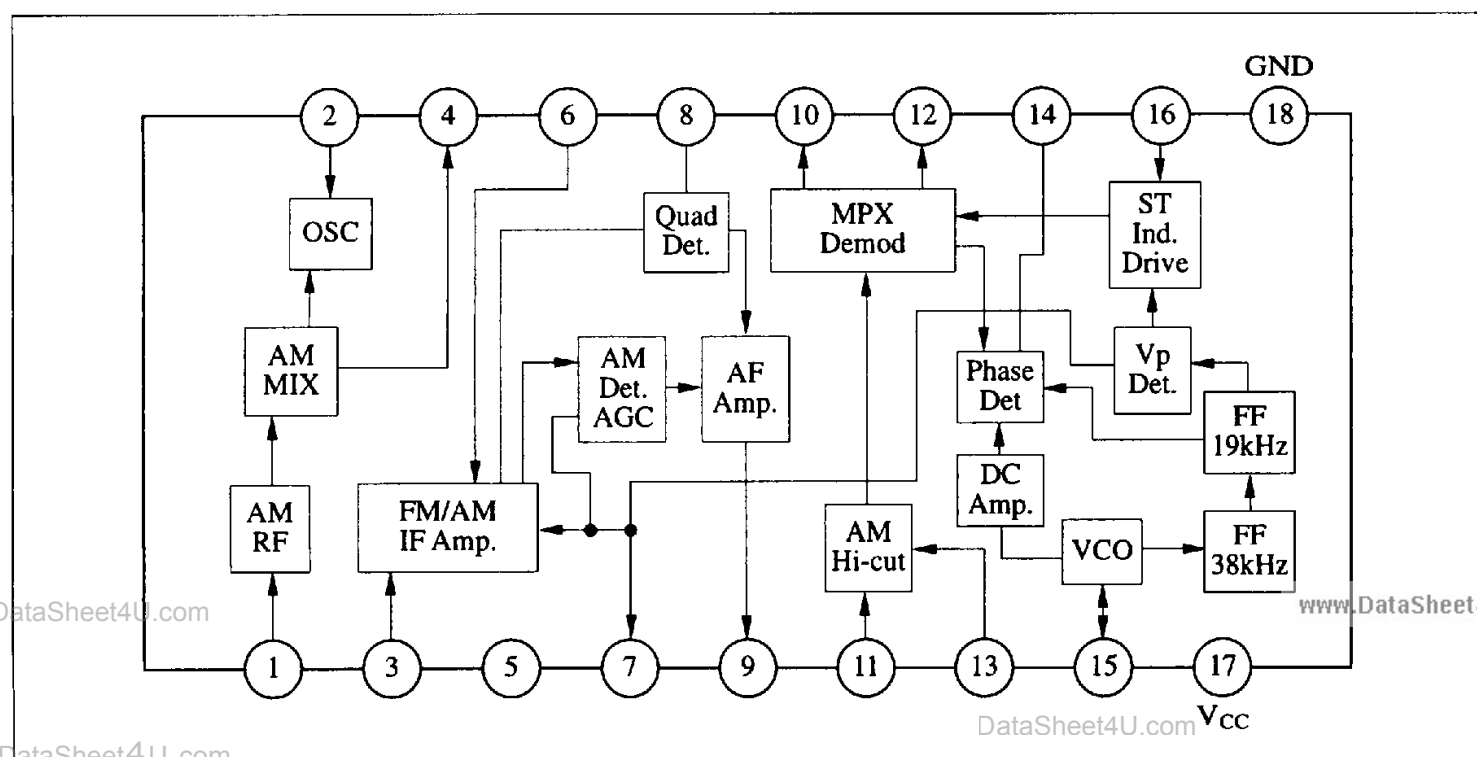 GND
2 4 6 8 10 12 14 16 18
OSC
Quad
Det.
MPX
Demod
ST
Ind.
Drive
AM
MIX
AM
Det.
AGC
AF
Amp.
Phase
Det
Vp
Det.
FF
19kHz
AM
RF
FM/AM
IF Amp.
AM
Hi-cut
DC
Amp.
VCO
FF
38kHz
DataSheet4U.com
www.DataSheet4
1 3 5 7 9 11 13 15 17
VCC
DataSheet4U.com
DataSheet4U.com